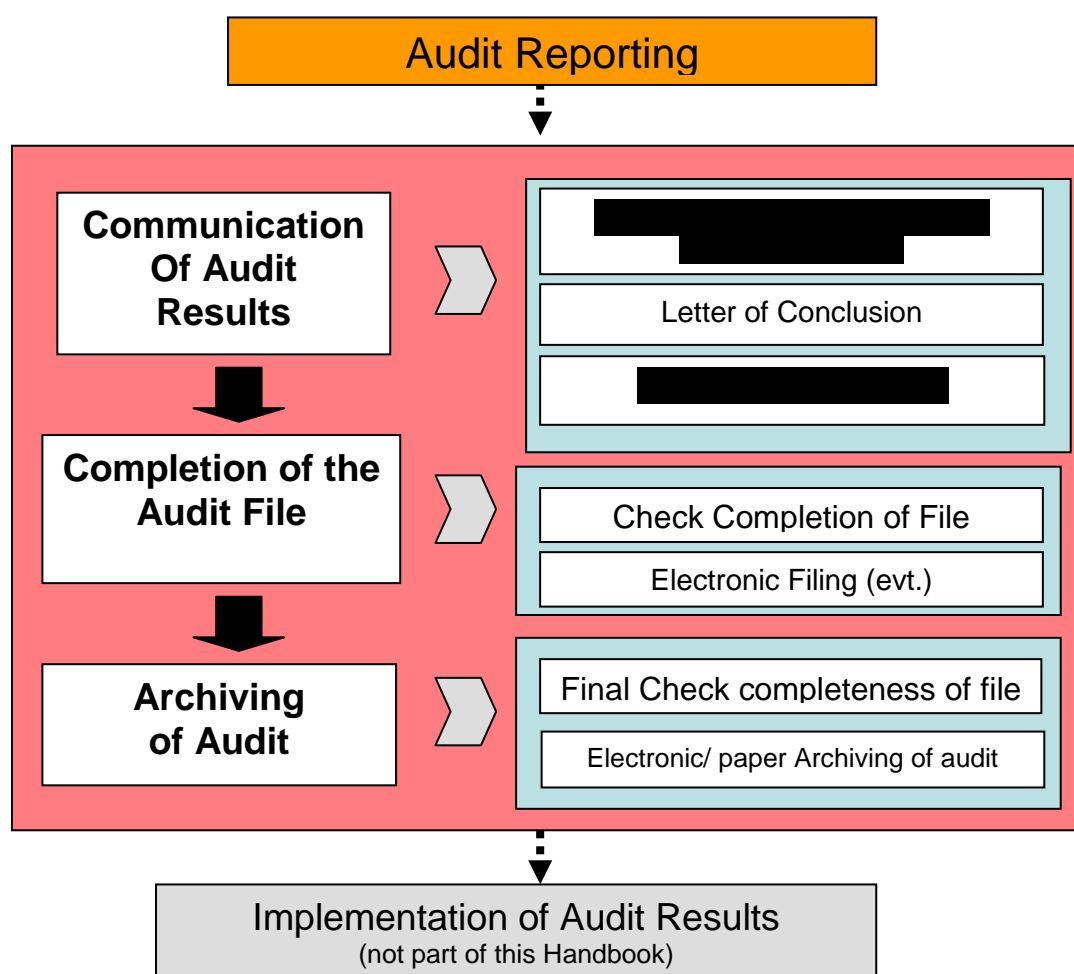 Audit Reporting
Communication
Of Audit
Results
Letter of Conclusion
Completion of the
Audit File
Check Completion of File
Electronic Filing (evt.)
Archiving
of Audit
Final Check completeness of file
Electronic/ paper Archiving of audit
Implementation of Audit Results
(not part of this Handbook)